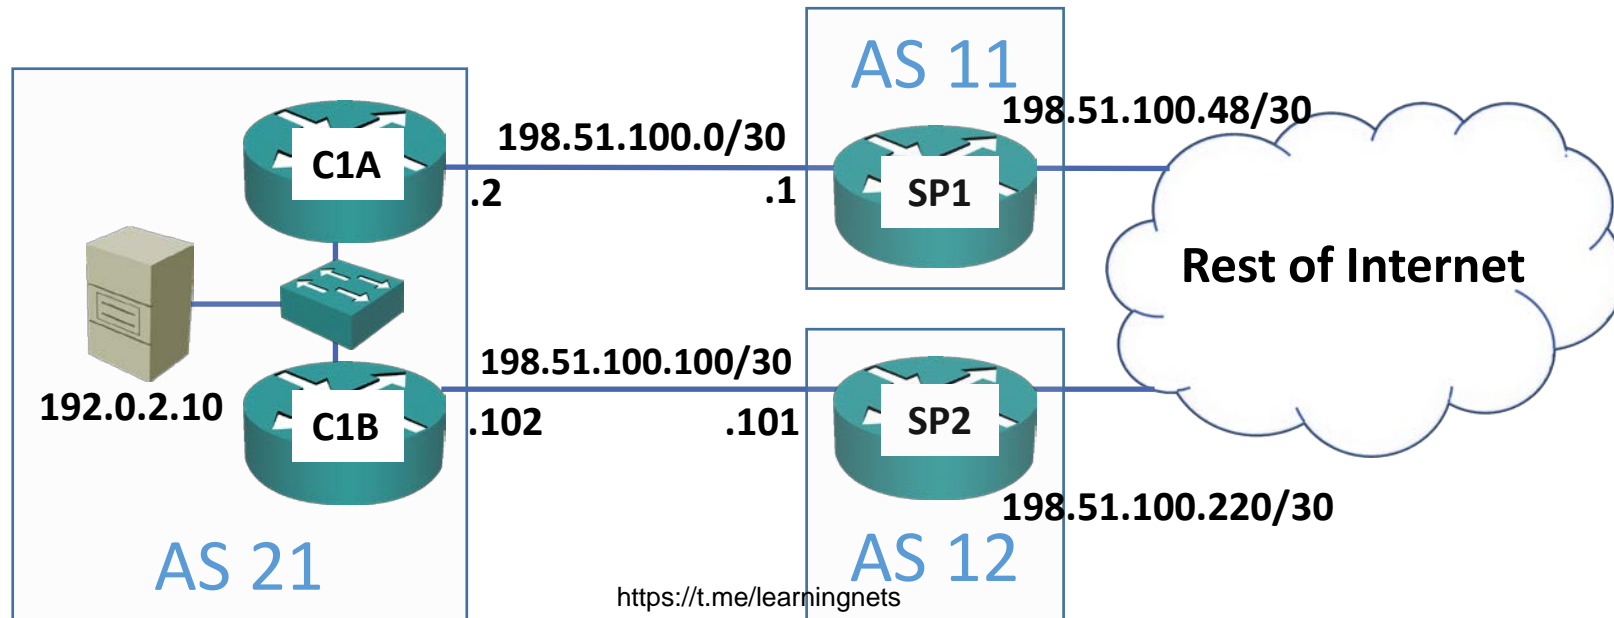 AS 11
198.51.100.48/30
198.51.100.0/30
C1A
.2
.1
SP1
Rest of Internet
192.0.2.10
198.51.100.100/30
C1B
.102
.101
SP2
198.51.100.220/30
AS 21
AS 12
https://t.me/learningnets